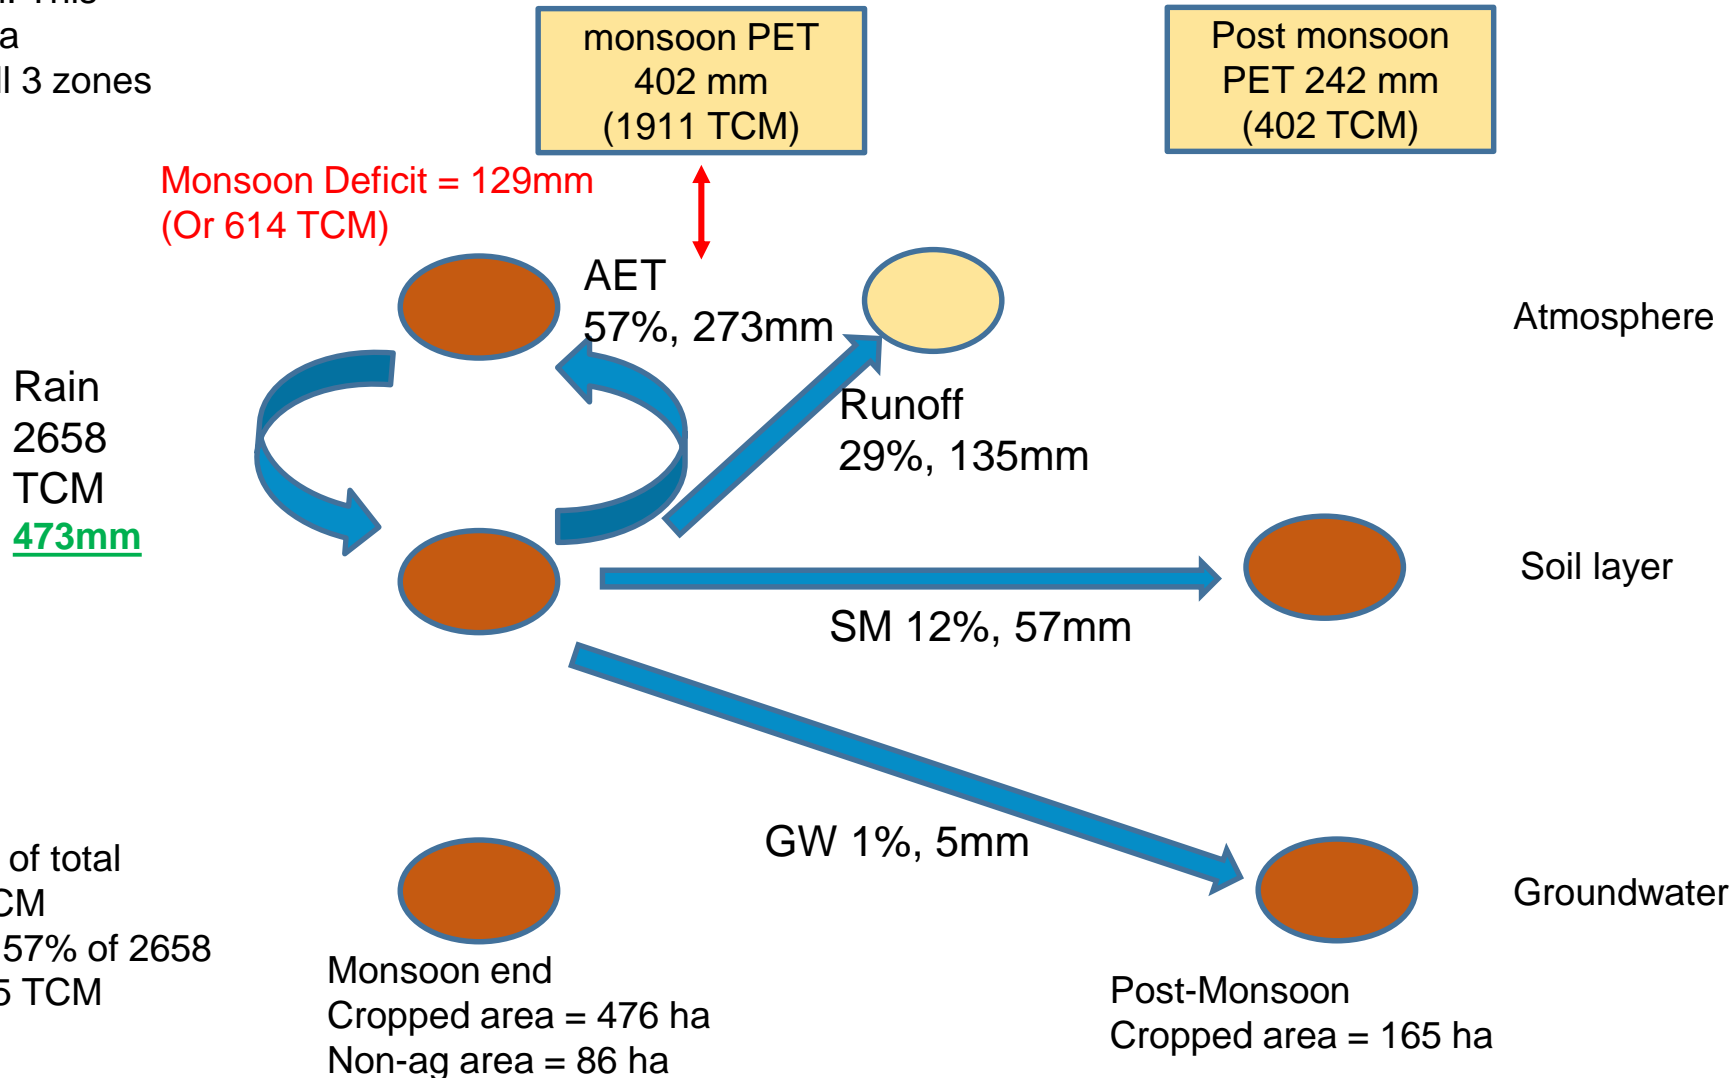 a
ll 3 zones
monsoon PET
402 mm
(1911 TCM)
Post monsoon
PET 242 mm
(402 TCM)
Monsoon Deficit = 129mm
(Or 614 TCM)
AET
57%, 273mm
Atmosphere
Rain
2658
TCM
473mm
Runoff
29%, 135mm
Soil layer
SM 12%, 57mm
GW 1%, 5mm
of total
CM
57% of 2658
5 TCM
Groundwater
Monsoon end
Cropped area = 476 ha
Non-ag area = 86 ha
Post-Monsoon
Cropped area = 165 ha